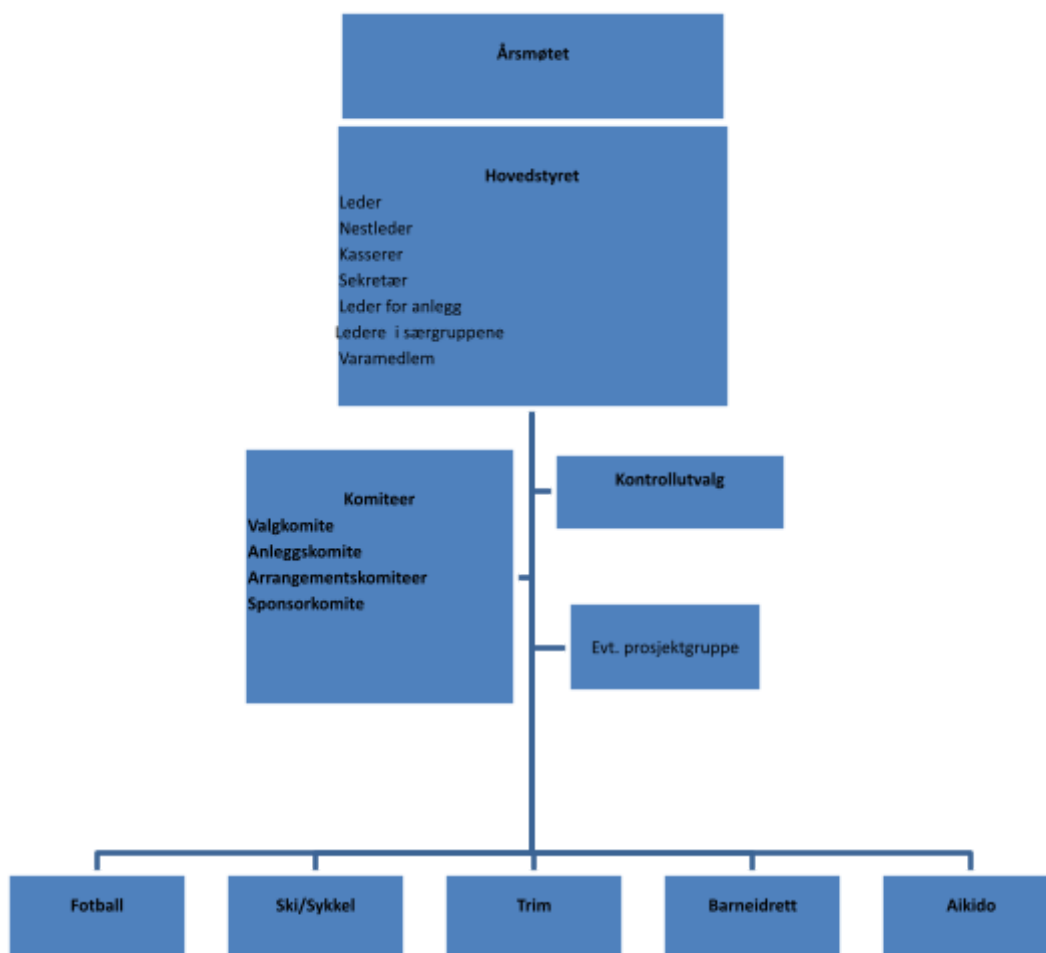 Årsmøtet
Hovedstyret
Leder
Nestleder
Kasserer
Sekretær
Leder for anlegg
Ledere i særgruppene
Varamedlem
Komiteer
Valgkomite
Anleggskomite
Arrangementskomiteer
Sponsorkomite
Kontrollutvalg
Evt. prosjektgruppe
Fotball
Ski/Sykkel
Trim
Barneidrett
Aikido